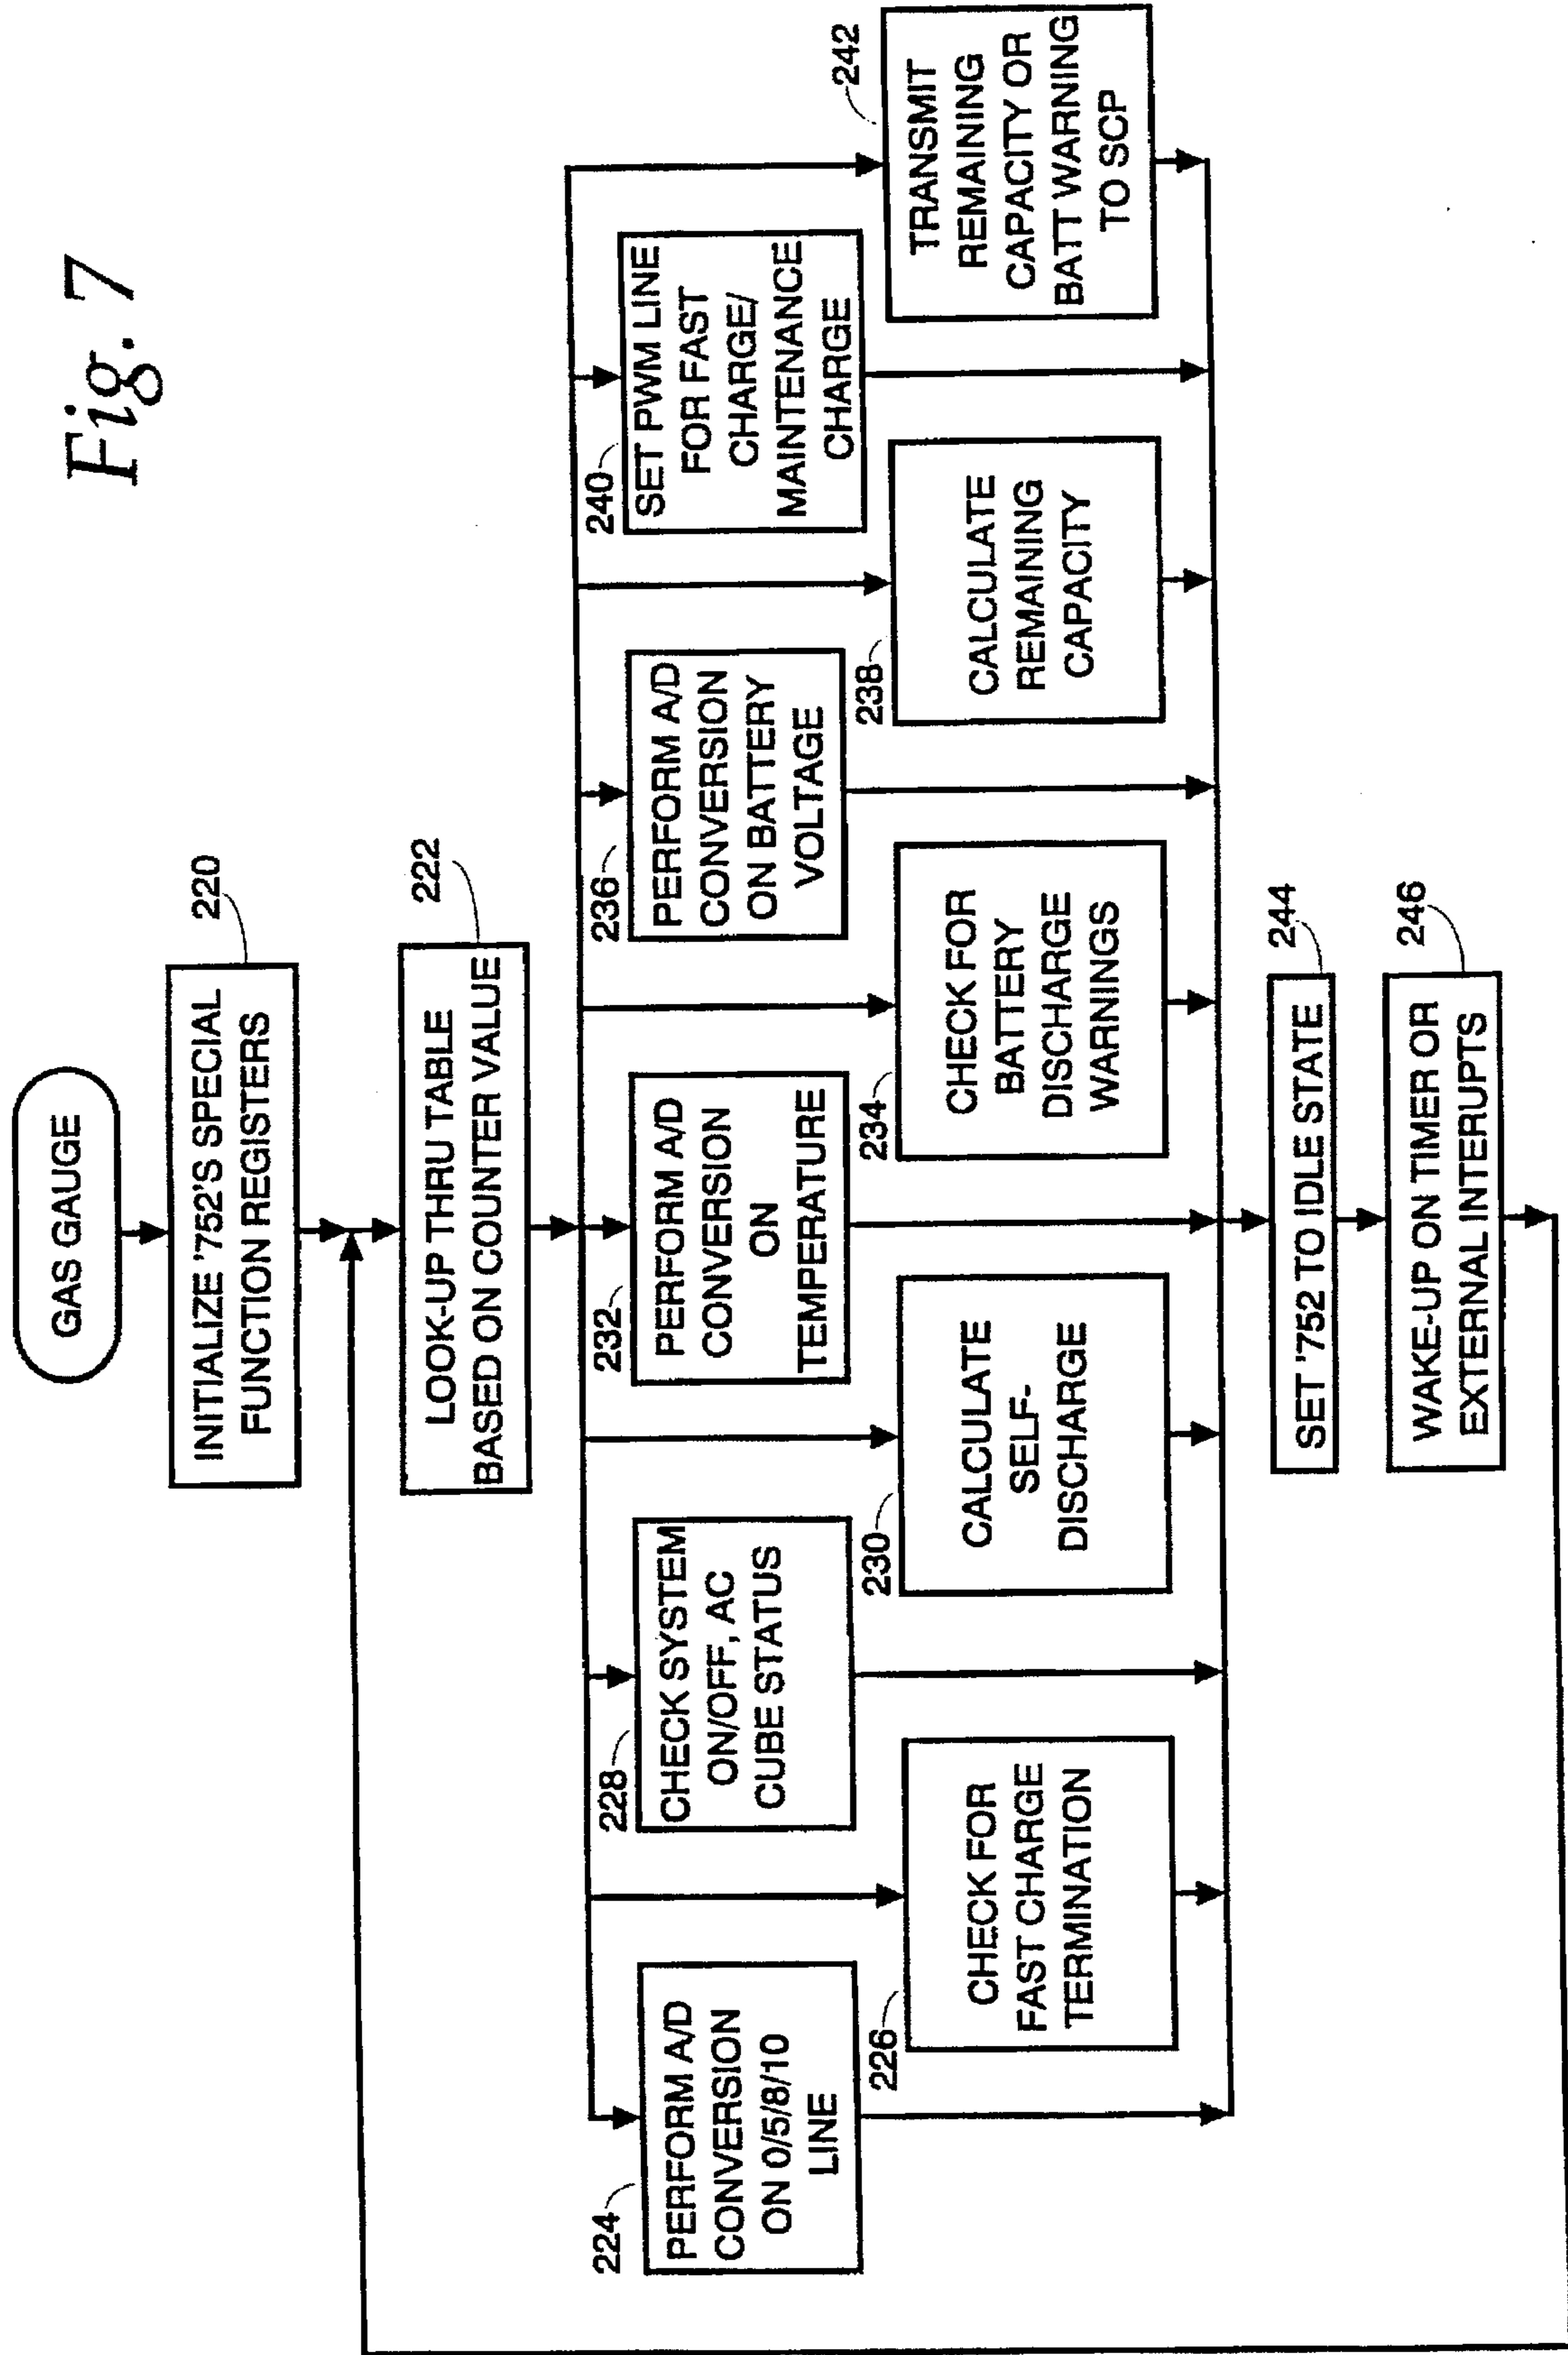 Fig. 7
GAS GAUGE
220
INITIALIZE '752'S SPECIAL
FUNCTION REGISTERS
222
LOOK-UP THRU TABLE
BASED ON COUNTER VALUE
224
PERFORM A/D
CONVERSION
ON 0/5/8/10
LINE
226
CHECK FOR
FAST CHARGE
TERMINATION
228
CHECK SYSTEM
ON/OFF, AC
CUBE STATUS
230
CALCULATE
SELF-
DISCHARGE
232
PERFORM A/D
CONVERSION
ON
TEMPERATURE
234
CHECK FOR
BATTERY
DISCHARGE
WARNINGS
236
PERFORM A/D
CONVERSION
ON BATTERY
VOLTAGE
238
CALCULATE
REMAINING
CAPACITY
240
SET PWM LINE
FOR FAST
CHARGE/
MAINTENANCE
CHARGE
242
TRANSMIT
REMAINING
CAPACITY OR
BATT WARNING
TO SCP
244
SET '752 TO IDLE STATE
246
WAKE-UP ON TIMER OR
EXTERNAL INTERUPTS